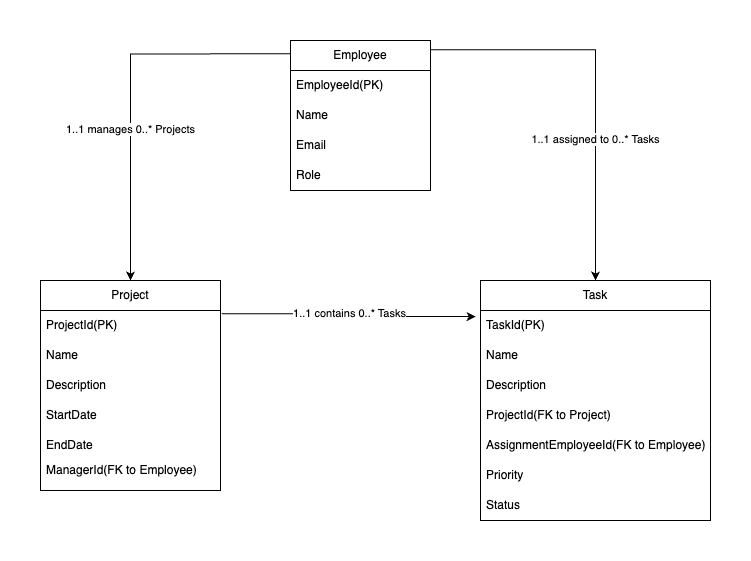 Employee
EmployeeId(PK)
Name
Email
Role
1..1 manages 0..* Projects
1..1 assigned to 0..* Tasks
Project
ProjectId(PK)
Name
Description
StartDate
EndDate
ManagerId(FK to Employee)
1..1 contains 0..* Tasks
Task
TaskId(PK)
Name
Description
ProjectId(FK to Project)
AssignmentEmployeeId(FK to Employee)
Priority
Status